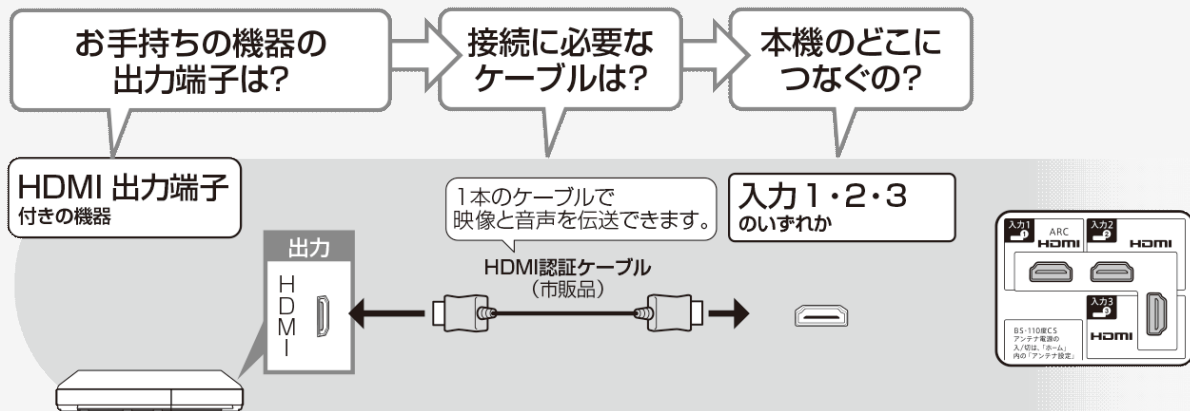 お手持ちの機器の
出力端子は?
接続に必要な
ケーブルは?
本機のどこに
つなぐの?
HDMI 出力端子
付きの機器
1本のケーブルで
映像と音声を伝送できます。
入力 1・2・3
のいずれか
出力
HDMI
HDMI認証ケーブル
(市販品)
入力1
ARC
HDMI
入力2
HDMI
入力3
HDMI
BS・110度CS
アンテナ電源の
入/切は、「ホーム」
内の「アンテナ設定」